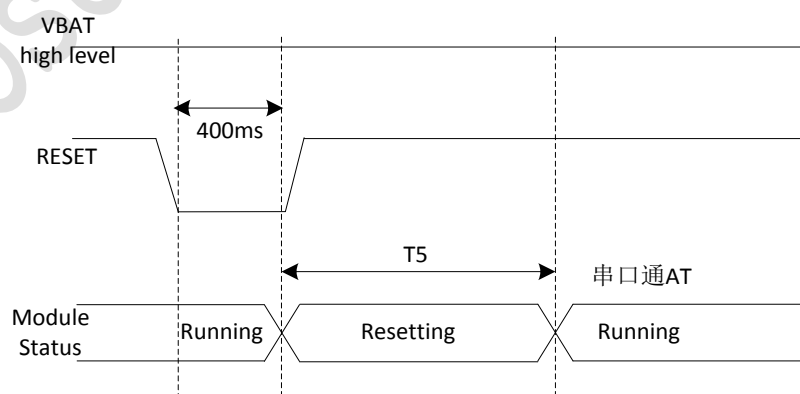 VBAT
high level
400ms
RESET
T5
串口通AT
Module
Status
Running
Resetting
Running